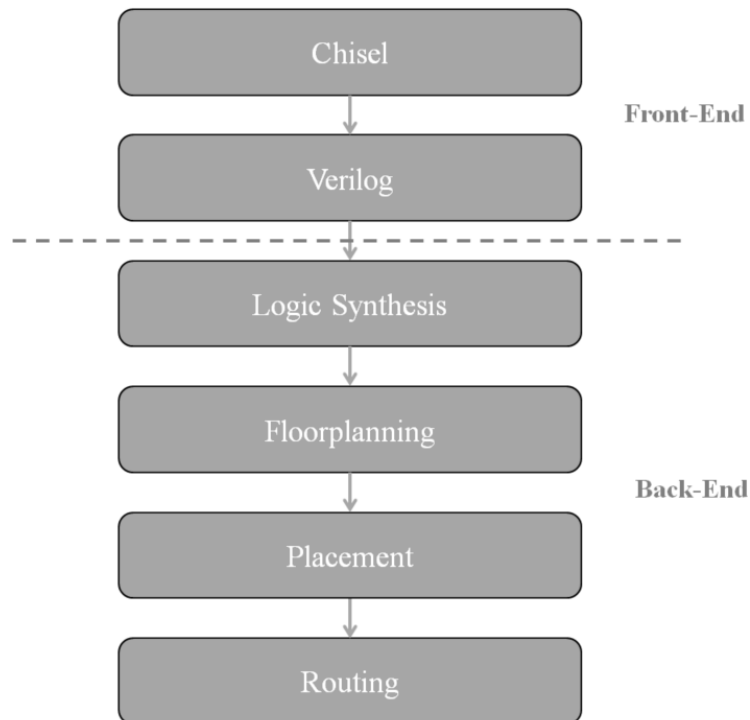 Chisel
Front-End
Verilog
Logic Synthesis
Floorplanning
Back-End
Placement
Routing